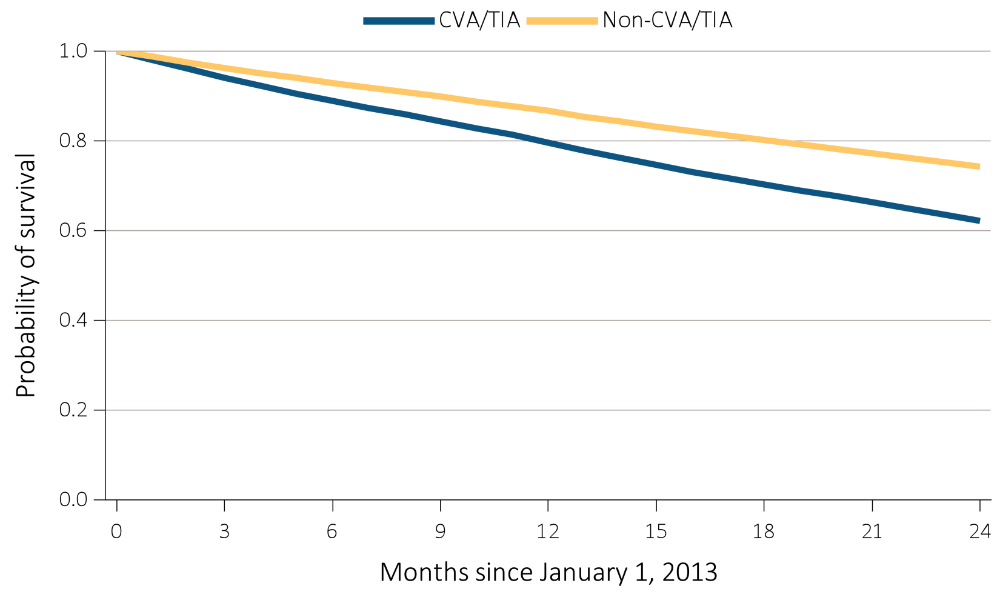 CVA/TIA Non-CVA/TIA
1.0
0.8
0.6
0.4
0.2
0.0
Probability of survival
0 3 6 9 12 15 18 21 24
Months since January 1, 2013